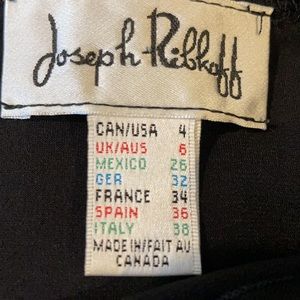 Joseph Ribkoff
CAN/USA 4
UK/AUS 6
MEXICO 26
GER 32
FRANCE 34
SPAIN 36
ITALY 38
MADE IN/FAIT AU
CANADA